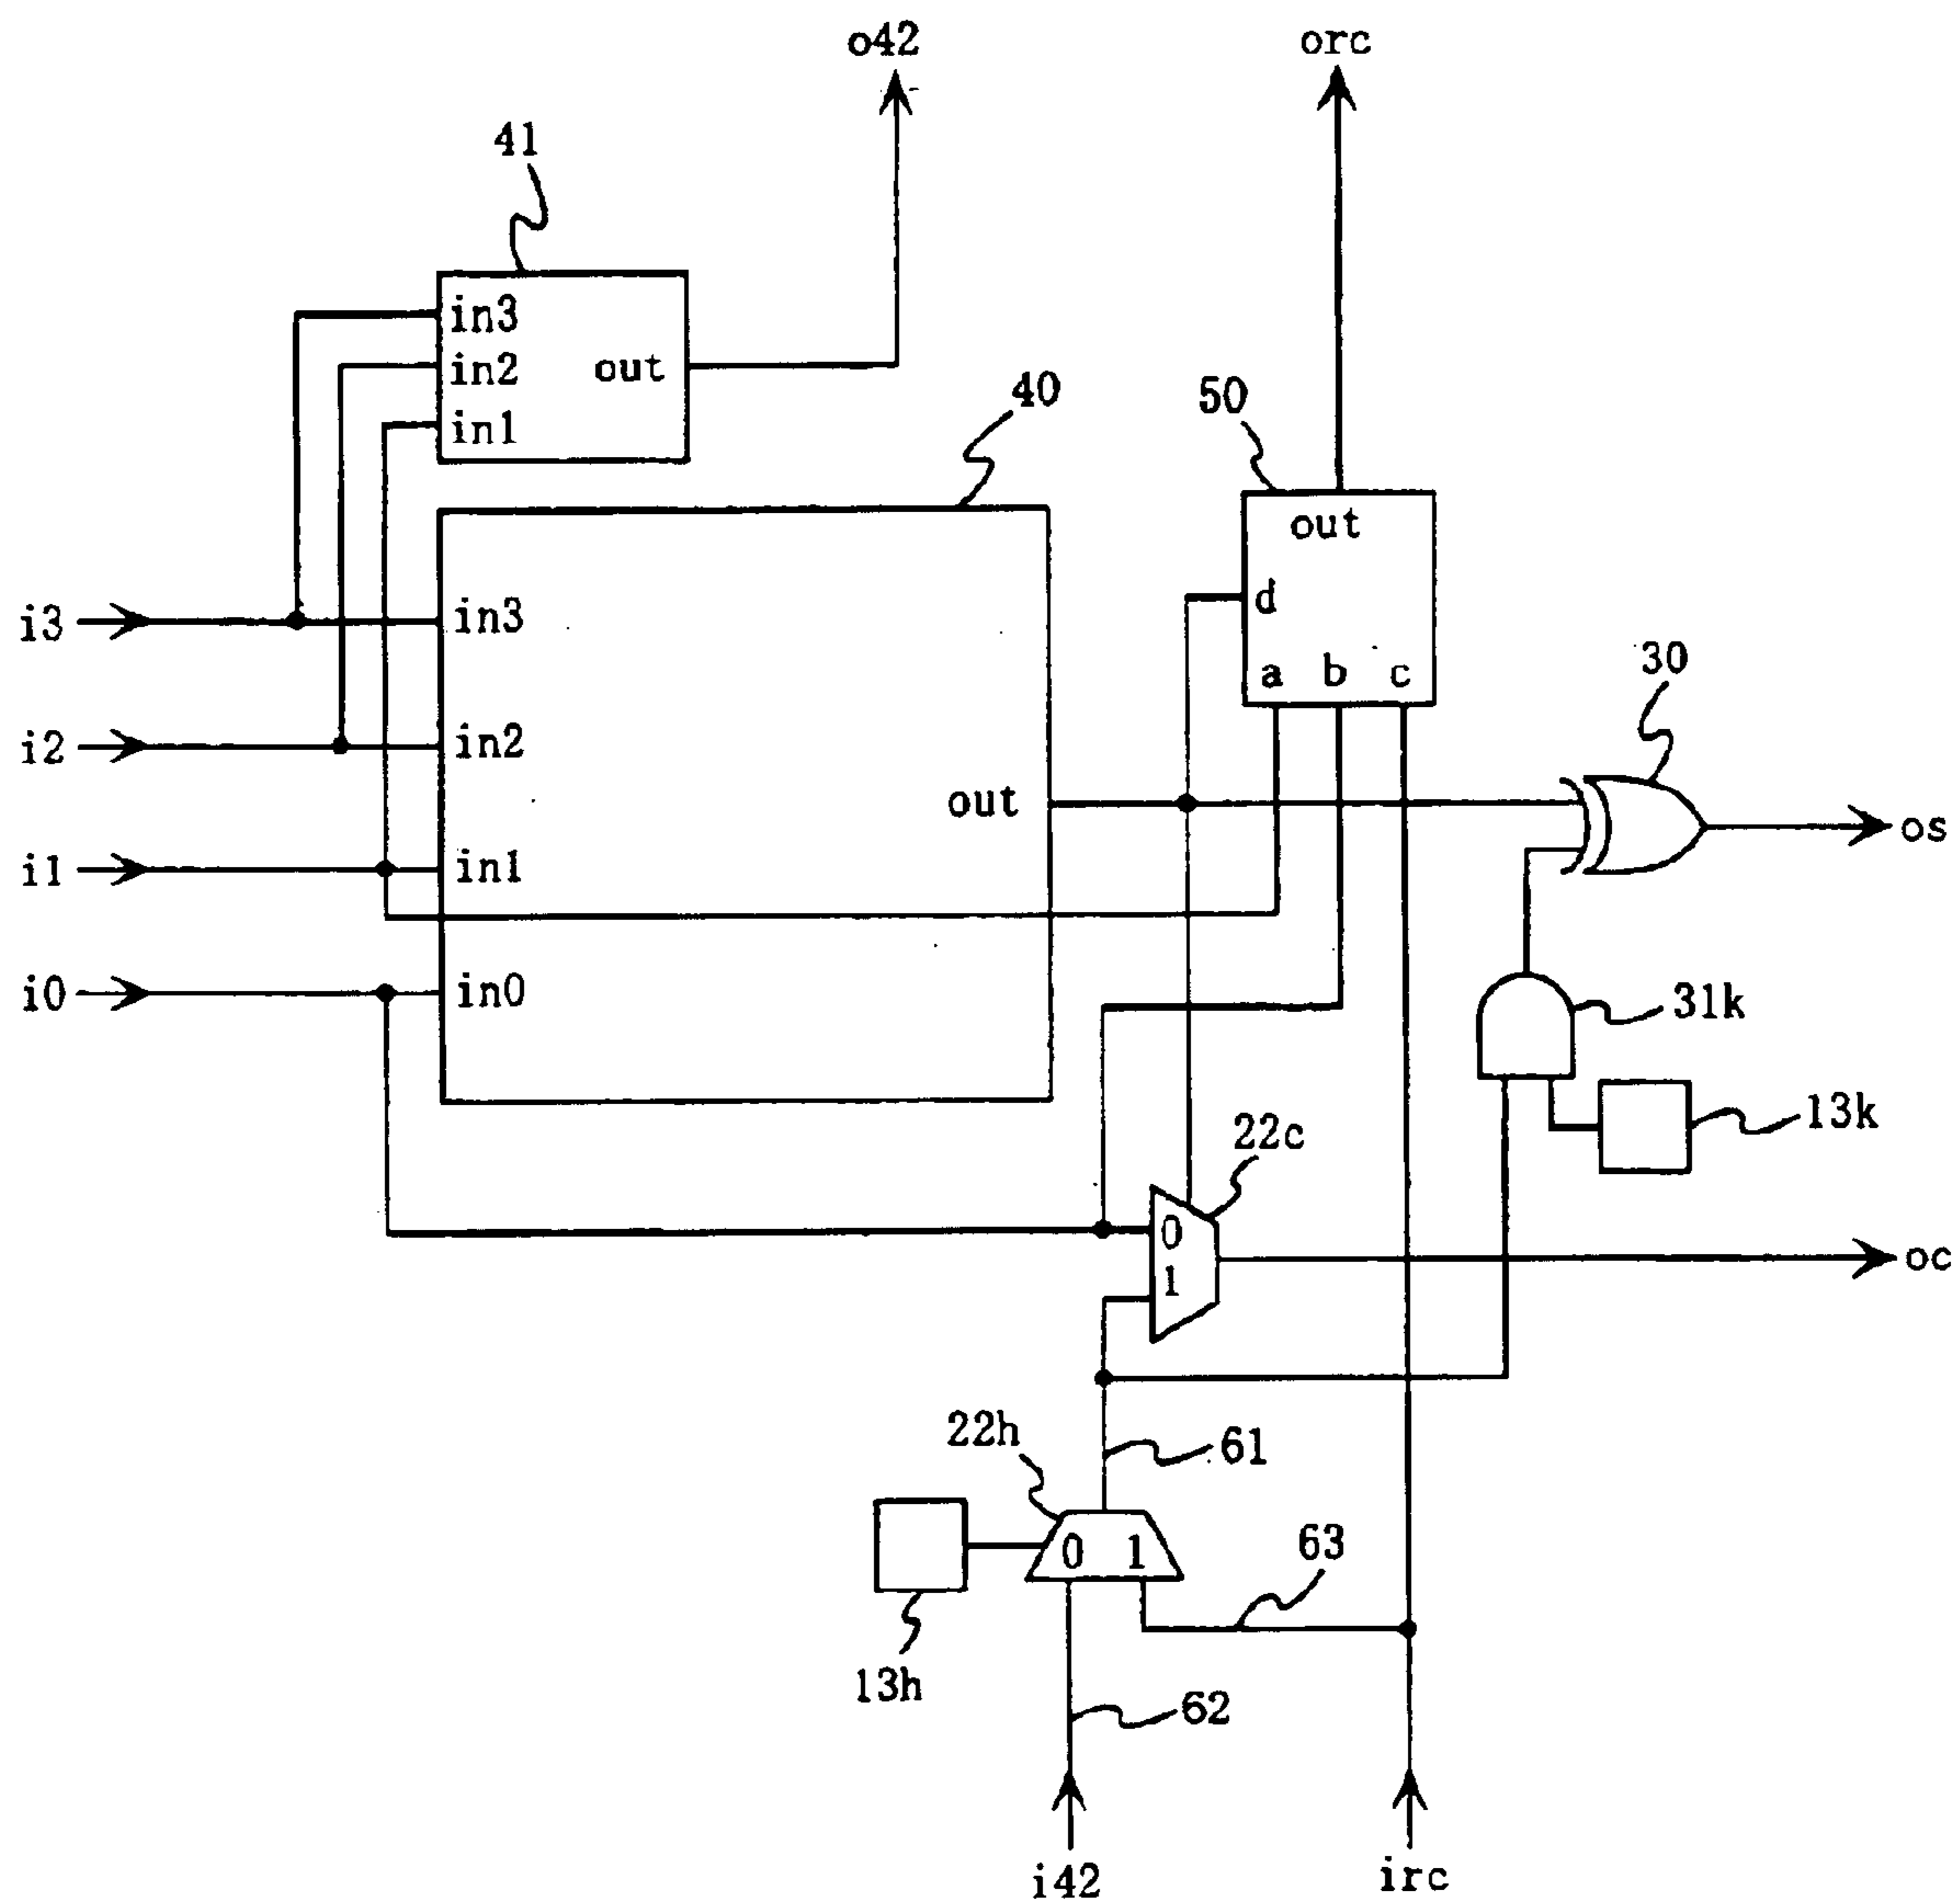 o42
orc
41
in3
in2
out
in1
40
50
out
d
a b c
i3
in3
30
i2
in2
out
os
i1
in1
i0
in0
31k
13k
22c
0
1
oc
22h
61
0 1
63
13h
62
i42
irc